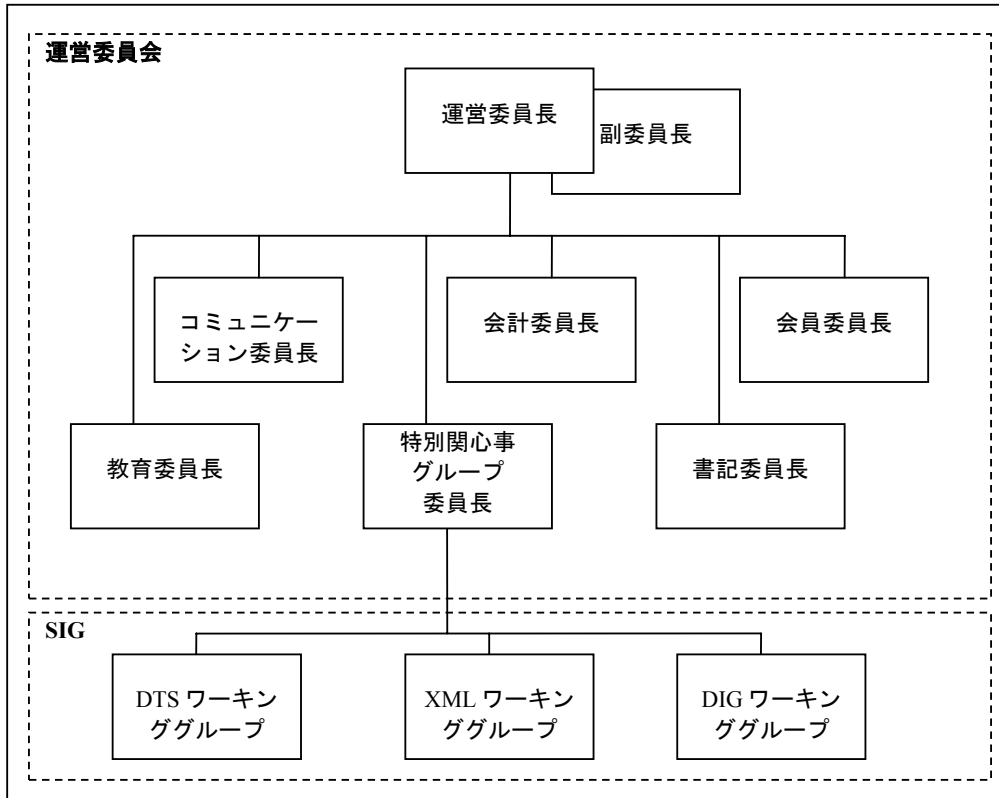 運営委員会
運営委員長
副委員長
コミュニケー
ション委員長
会計委員長
会員委員長
教育委員長
特別関心事
グループ
委員長
書記委員長
SIG
DTS ワーキン
ググループ
XML ワーキン
ググループ
DIG ワーキン
ググループ